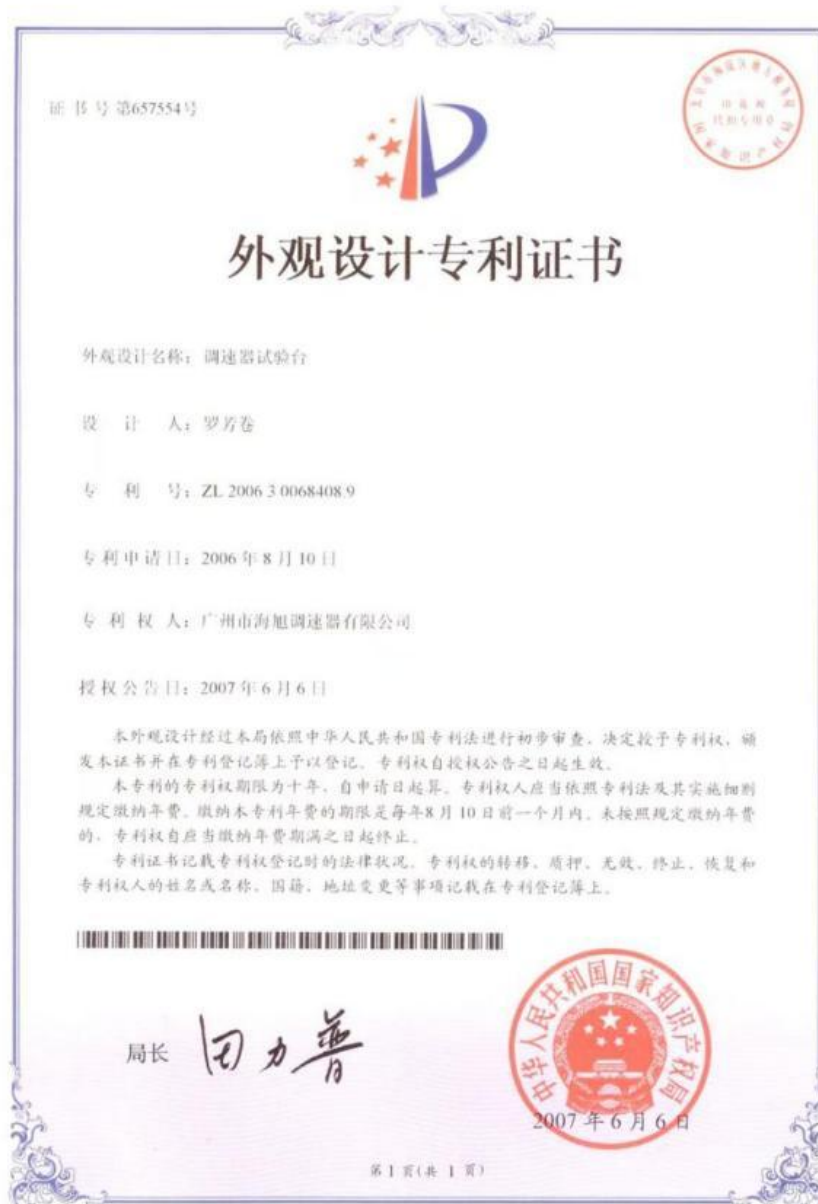 证书号第657554号
外观设计专利证书
外观设计名称：调速器试验台
设计人：罗芳卷
专利号：ZL 2006 3 0068408.9
专利申请日：2006年8月10日
专利权人：广州市海旭调速器有限公司
授权公告日：2007年6月6日
本外观设计经过本局依照中华人民共和国专利法进行初步审查，决定授予专利权，颁
发本证书并在专利登记簿上予以登记。专利权自授权公告之日起生效。
本专利的专利权期限为十年，自申请日起算。专利权人应当依照专利法及其实施细则
规定缴纳年费。缴纳本专利年费的期限是每年8月10日前一个月内。未按照规定缴纳年费
的，专利权自应当缴纳年费期满之日起终止。
专利证书记载专利权登记时的法律状况。专利权的转移、质押、无效、终止、恢复和
专利权人的姓名或名称、国籍、地址变更等事项记载在专利登记簿上。
局长 田力普
中华人民共和国国家知识产权局
2007年6月6日
第1页(共1页)